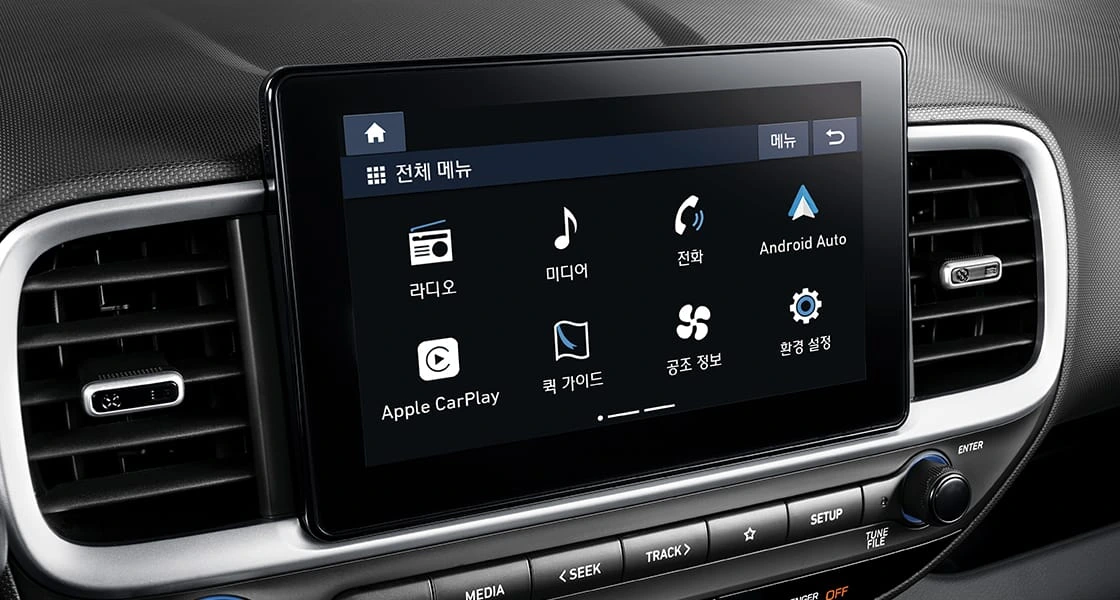 메뉴
전체 메뉴
라디오
미디어
전화
Android Auto
Apple CarPlay
퀵 가이드
공조 정보
환경 설정
ENTER
MEDIA
< SEEK
TRACK >
☆
SETUP
TUNE
FILE
OFF